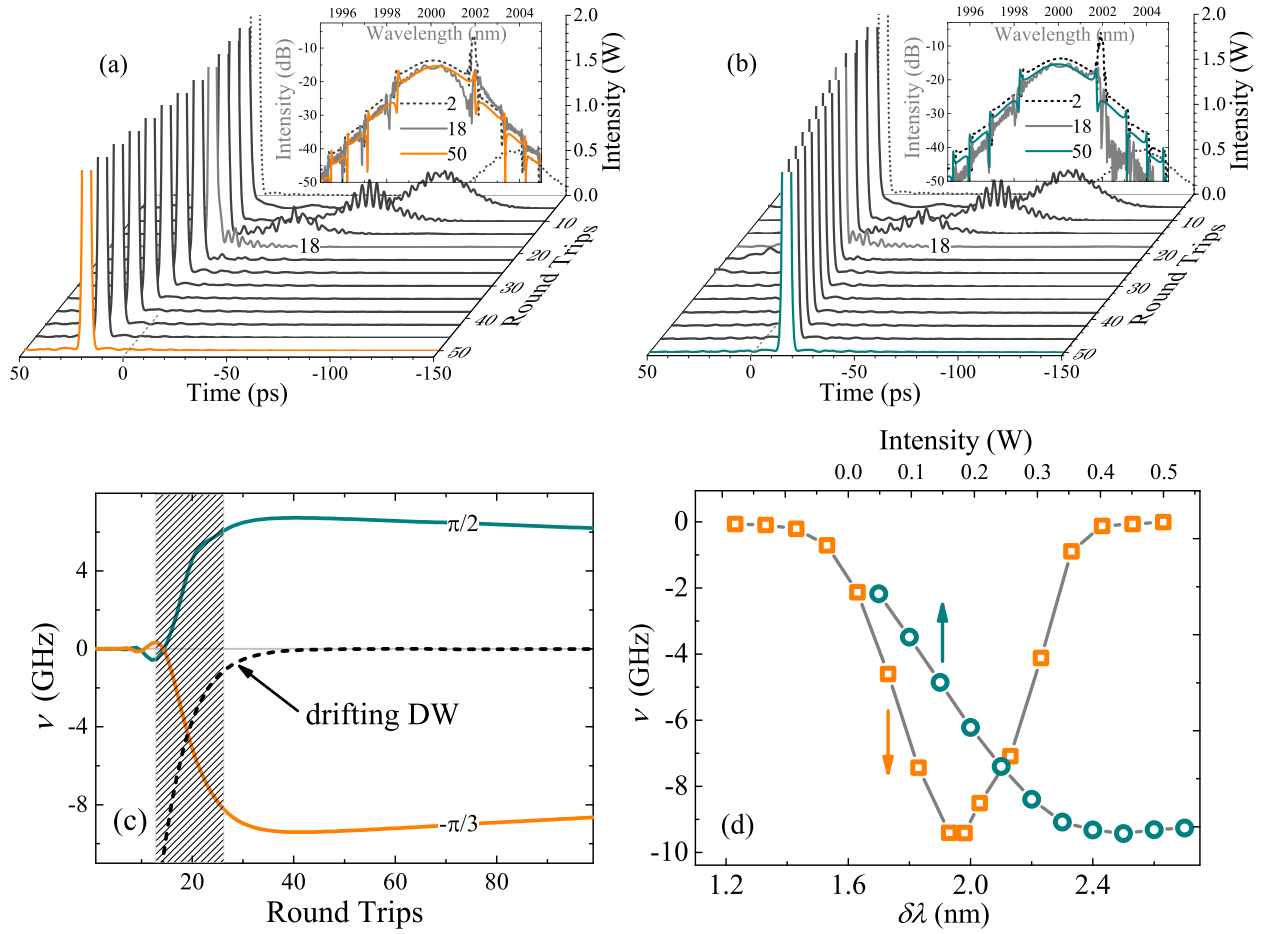 1996 1998 2000 2002 2004
Wavelength (nm)
-10
-20
-30
-40
-50
Intensity (dB)
2
18
50
(a)
2.0
1.5
1.0
0.5
0.0
Intensity (W)
18
10
20
30
40
50
Round Trips
50 0 -50 -100 -150
Time (ps)
1996 1998 2000 2002 2004
Wavelength (nm)
-10
-20
-30
-40
-50
Intensity (dB)
2
18
50
(b)
2.0
1.5
1.0
0.5
0.0
Intensity (W)
18
10
20
30
40
50
Round Trips
50 0 -50 -100 -150
Time (ps)
4
0
-4
-8
ν (GHz)
π/2
drifting DW
-π/3
(c)
20 40 60 80
Round Trips
Intensity (W)
0.0 0.1 0.2 0.3 0.4 0.5
0
-2
-4
-6
-8
-10
ν (GHz)
(d)
1.2 1.6 2.0 2.4
δλ (nm)